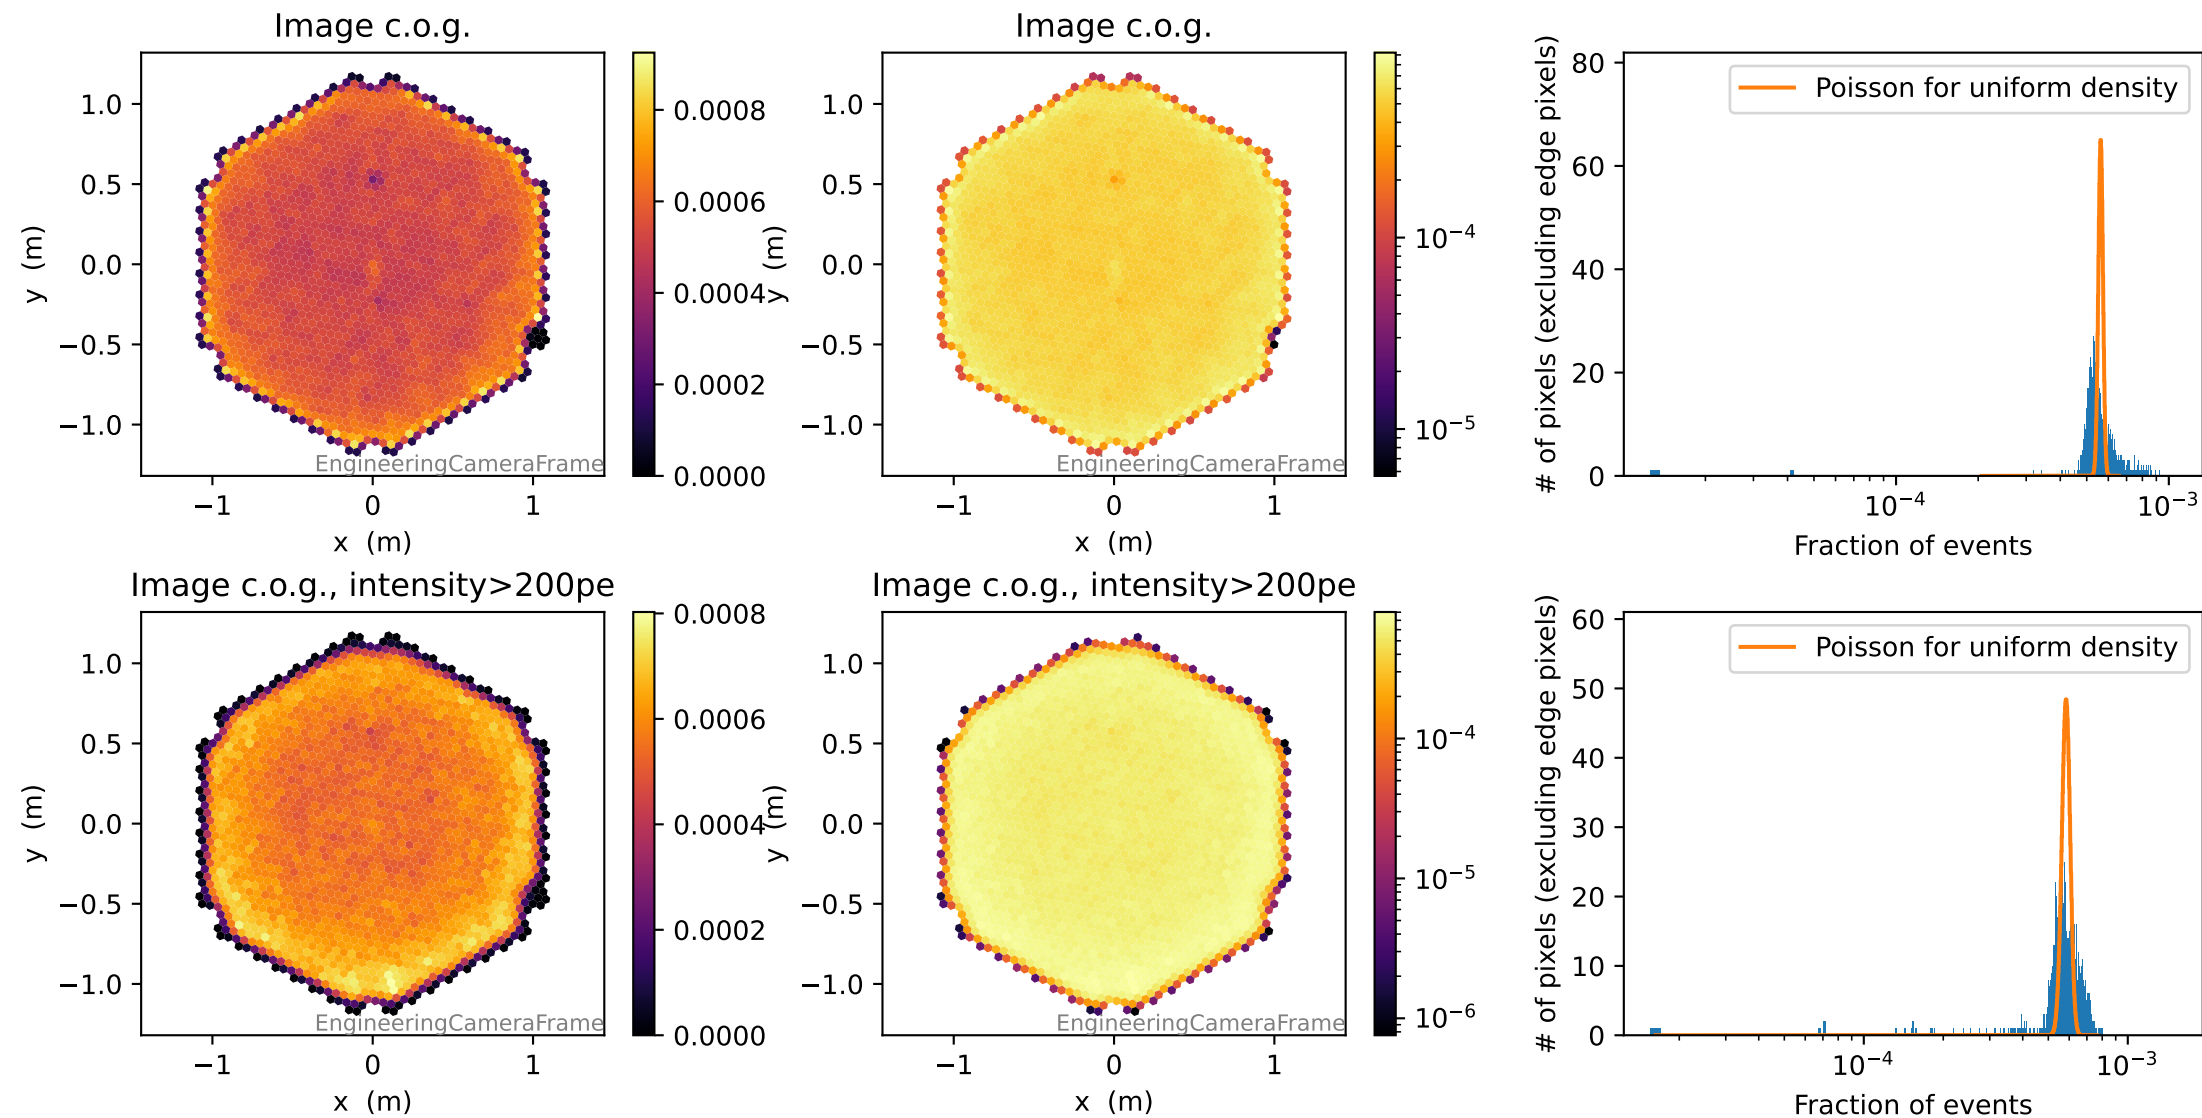 Image c.o.g.
1.0
0.5
0.0
−0.5
−1.0
y (m)
−1
0
1
x (m)
EngineeringCameraFrame
0.0008
0.0006
0.0004
0.0002
0.0000
Image c.o.g.
1.0
0.5
0.0
−0.5
−1.0
y (m)
−1
0
1
x (m)
EngineeringCameraFrame
10⁻⁴
10⁻⁵
# of pixels (excluding edge pixels)
80
60
40
20
0
Poisson for uniform density
10⁻⁴
10⁻³
Fraction of events
Image c.o.g., intensity>200pe
1.0
0.5
0.0
−0.5
−1.0
y (m)
−1
0
1
x (m)
EngineeringCameraFrame
0.0008
0.0006
0.0004
0.0002
0.0000
Image c.o.g., intensity>200pe
1.0
0.5
0.0
−0.5
−1.0
y (m)
−1
0
1
x (m)
EngineeringCameraFrame
10⁻⁴
10⁻⁵
10⁻⁶
# of pixels (excluding edge pixels)
60
50
40
30
20
10
0
Poisson for uniform density
10⁻⁴
10⁻³
Fraction of events